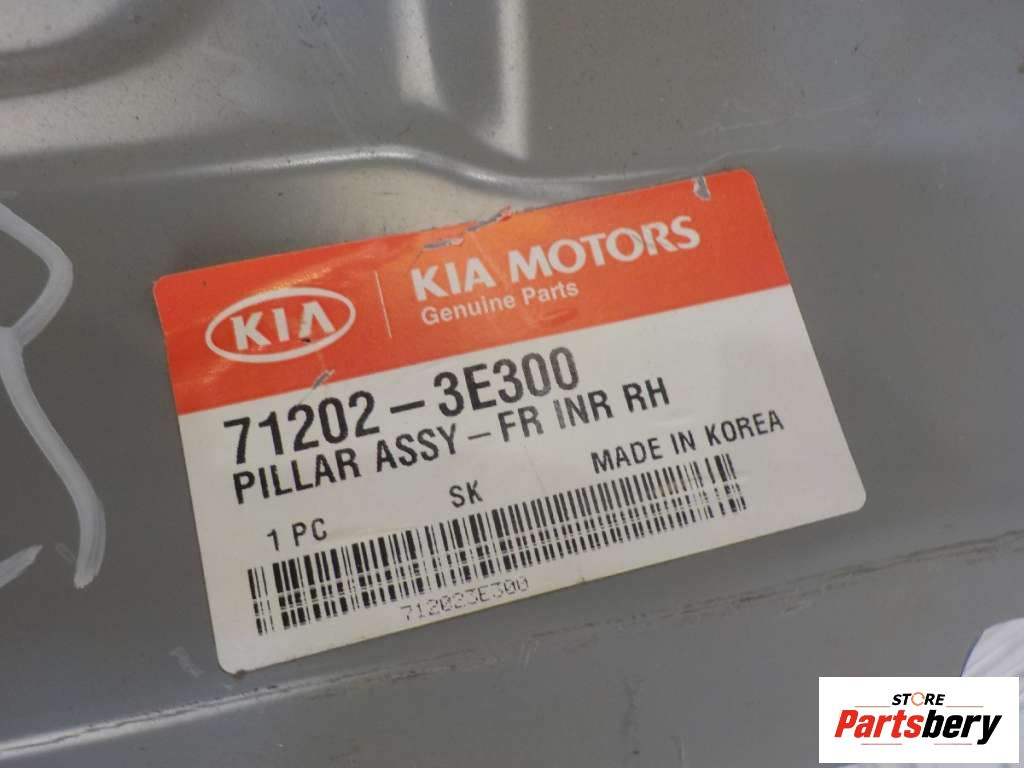 KIA
KIA MOTORS
Genuine Parts
71202-3E300
PILLAR ASSY-FR INR RH
1 PC SK MADE IN KOREA
712023E300
STORE
Partsbery